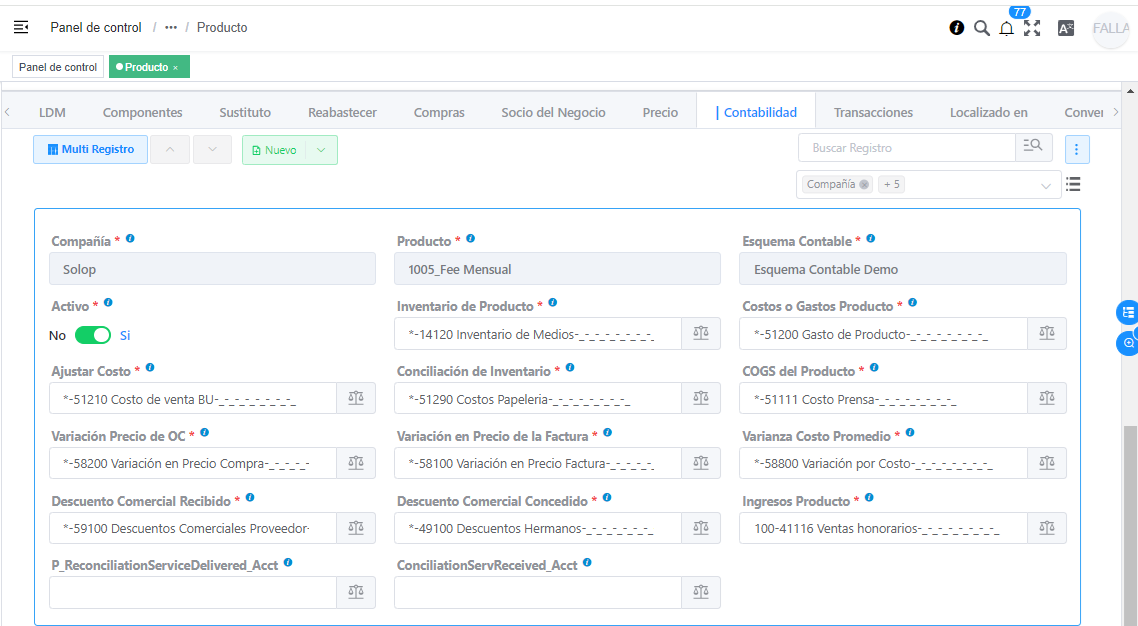 Panel de control / ••• / Producto
77
FALLA
Panel de control
Producto ×
LDM Componentes Sustituto Reabastecer Compras Socio del Negocio Precio Contabilidad Transacciones Localizado en Conver
Multi Registro Nuevo Buscar Registro
Compañía + 5
Compañía * Producto * Esquema Contable *
Solop 1005_Fee Mensual Esquema Contable Demo
Activo * Inventario de Producto * Costos o Gastos Producto *
No Si *-14120 Inventario de Medios-_-_-_-_-_-_-_-_ *-51200 Gasto de Producto-_-_-_-_-_-_-_-_
Ajustar Costo * Conciliación de Inventario * COGS del Producto *
*-51210 Costo de venta BU-_-_-_-_-_-_-_-_ *-51290 Costos Papeleria-_-_-_-_-_-_-_-_ *-51111 Costo Prensa-_-_-_-_-_-_-_-_
Variación Precio de OC * Variación en Precio de la Factura * Varianza Costo Promedio *
*-58200 Variación en Precio Compra-_-_-_-_- *-58100 Variación en Precio Factura-_-_-_-_- *-58800 Variación por Costo-_-_-_-_-_-_-_-_
Descuento Comercial Recibido * Descuento Comercial Concedido * Ingresos Producto *
*-59100 Descuentos Comerciales Proveedor- *-49100 Descuentos Hermanos-_-_-_-_-_-_-_ 100-41116 Ventas honorarios-_-_-_-_-_-_-_-_
P_ReconciliationServiceDelivered_Acct ConciliationServReceived_Acct